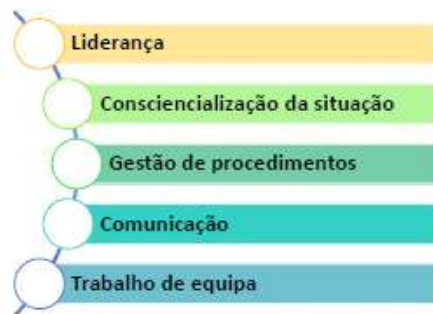 Liderança
Consciencialização da situação
Gestão de procedimentos
Comunicação
Trabalho de equipa